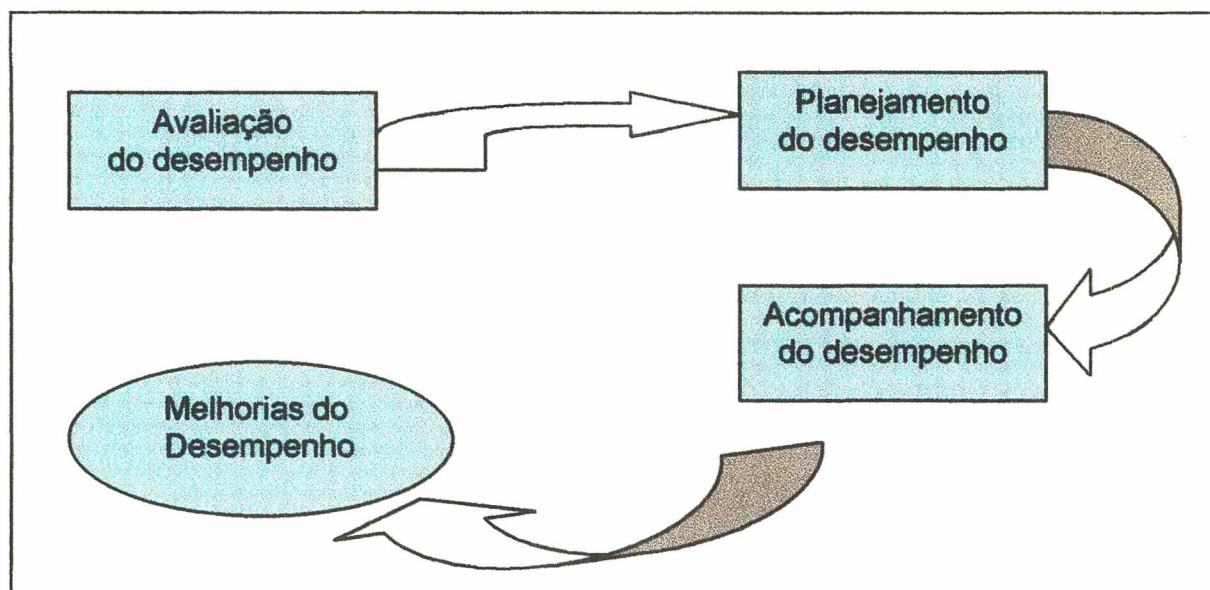 Avaliação
do desempenho
Planejamento
do desempenho
Acompanhamento
do desempenho
Melhorias do
Desempenho